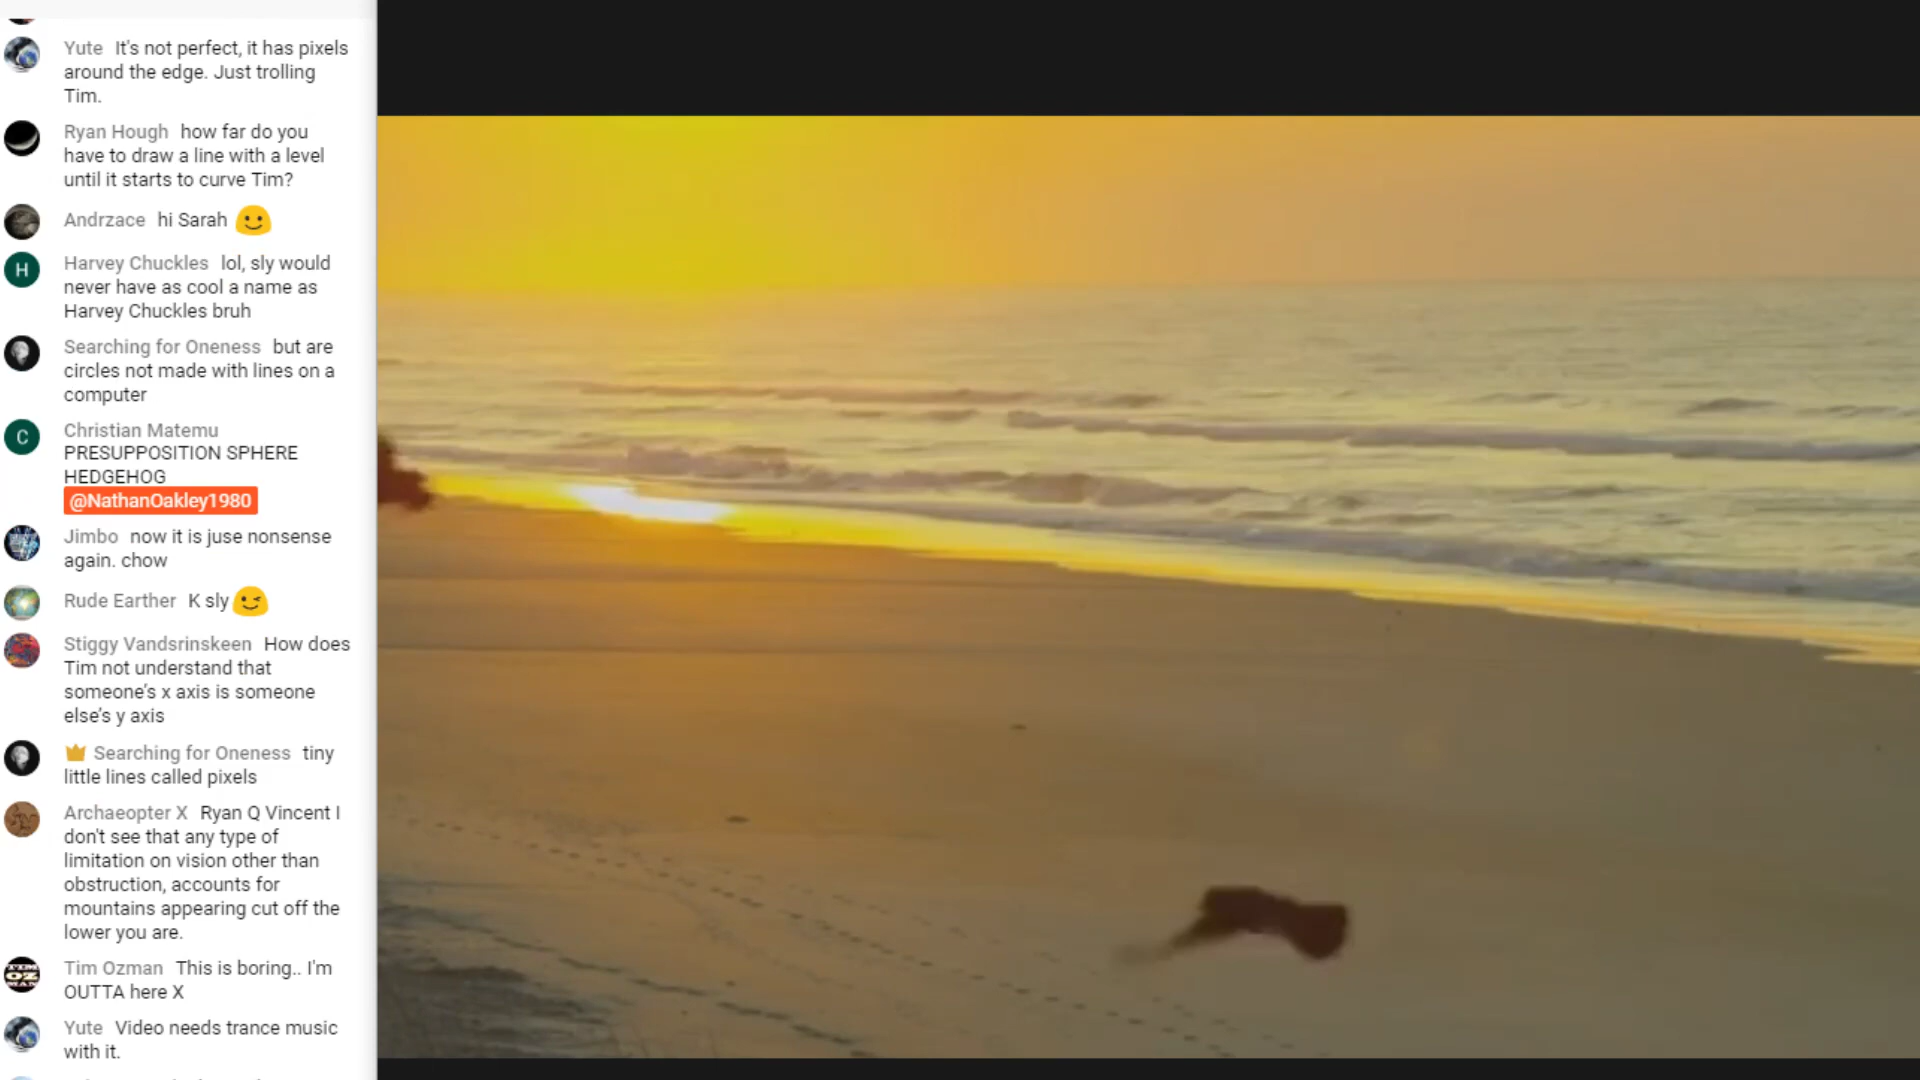 Yute It's not perfect, it has pixels
around the edge. Just trolling
Tim.
Ryan Hough how far do you
have to draw a line with a level
until it starts to curve Tim?
Andrzace hi Sarah
H
Harvey Chuckles lol, sly would
never have as cool a name as
Harvey Chuckles bruh
Searching for Oneness but are
circles not made with lines on a
computer
C
Christian Matemu
PRESUPPOSITION SPHERE
HEDGEHOG
@NathanOakley1980
Jimbo now it is juse nonsense
again. chow
Rude Earther K sly
Stiggy Vandsrinskeen How does
Tim not understand that
someone's x axis is someone
else's y axis
Searching for Oneness tiny
little lines called pixels
Archaeopter X Ryan Q Vincent I
don't see that any type of
limitation on vision other than
obstruction, accounts for
mountains appearing cut off the
lower you are.
OZ
Tim Ozman This is boring.. I'm
OUTTA here X
Yute Video needs trance music
with it.